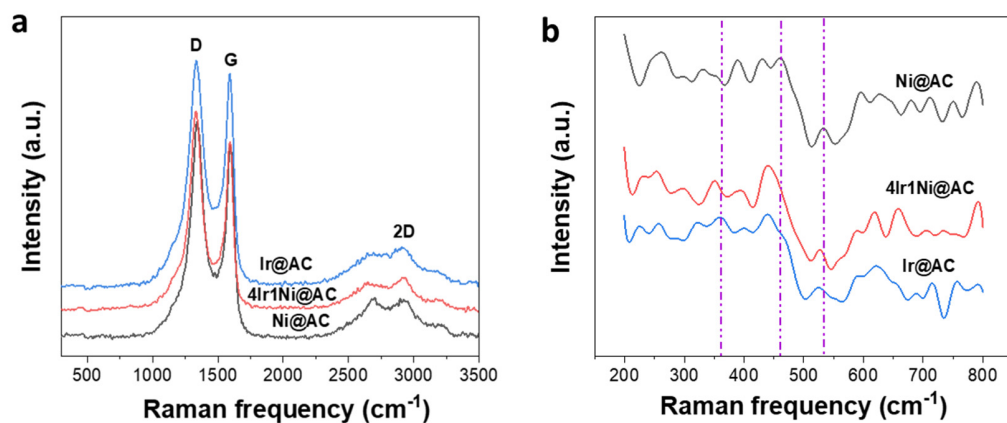 a
D
G
2D
Ir@AC
4Ir1Ni@AC
Ni@AC
Intensity (a.u.)
500 1000 1500 2000 2500 3000 3500
Raman frequency (cm⁻¹)
b
Ni@AC
4Ir1Ni@AC
Ir@AC
Intensity (a.u.)
200 300 400 500 600 700 800
Raman frequency (cm⁻¹)